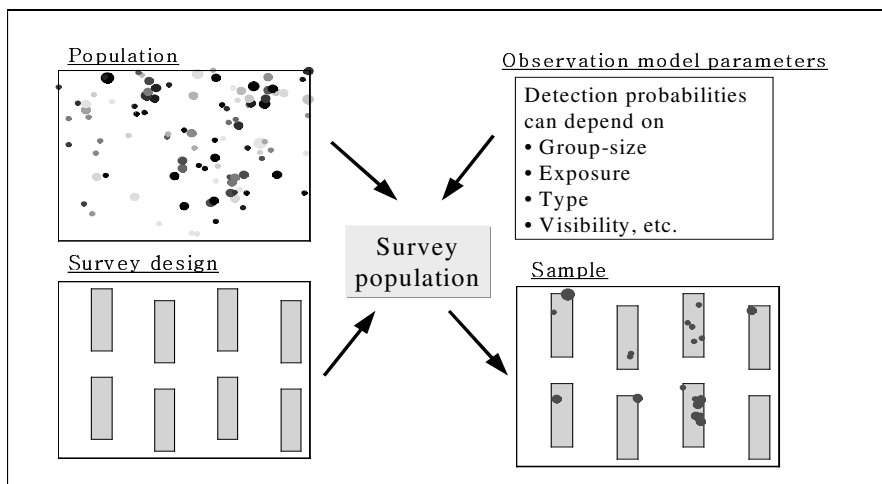 Population
Observation model parameters
Detection probabilities
can depend on
• Group-size
• Exposure
• Type
• Visibility, etc.
Survey
population
Survey design
Sample